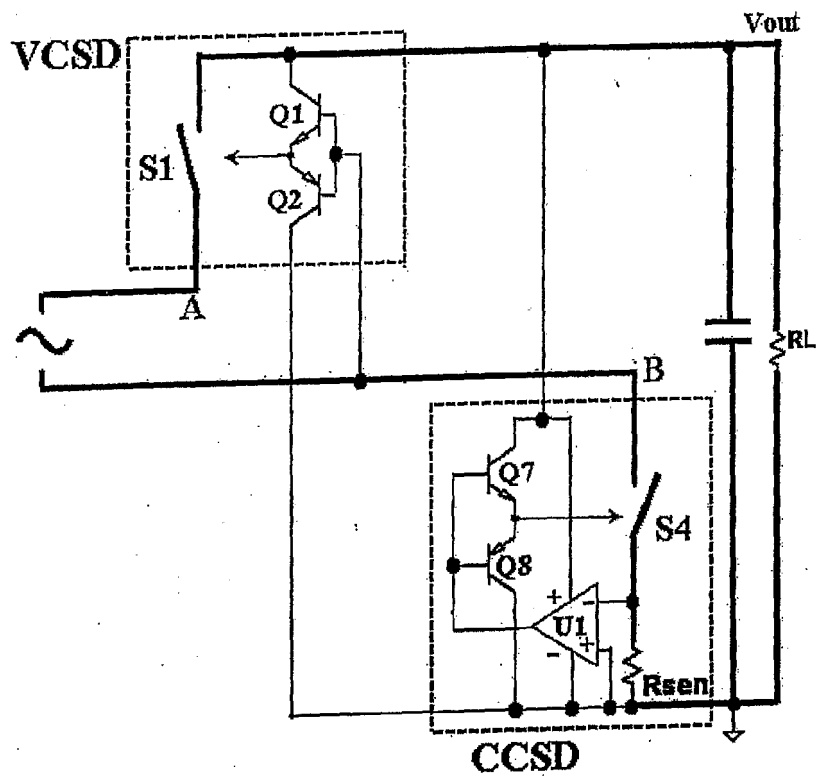 Vout
VCSD
Q1
S1
Q2
A
RL
B
Q7
S4
Q8
+
-
U1
+
-
Rsen
CCSD